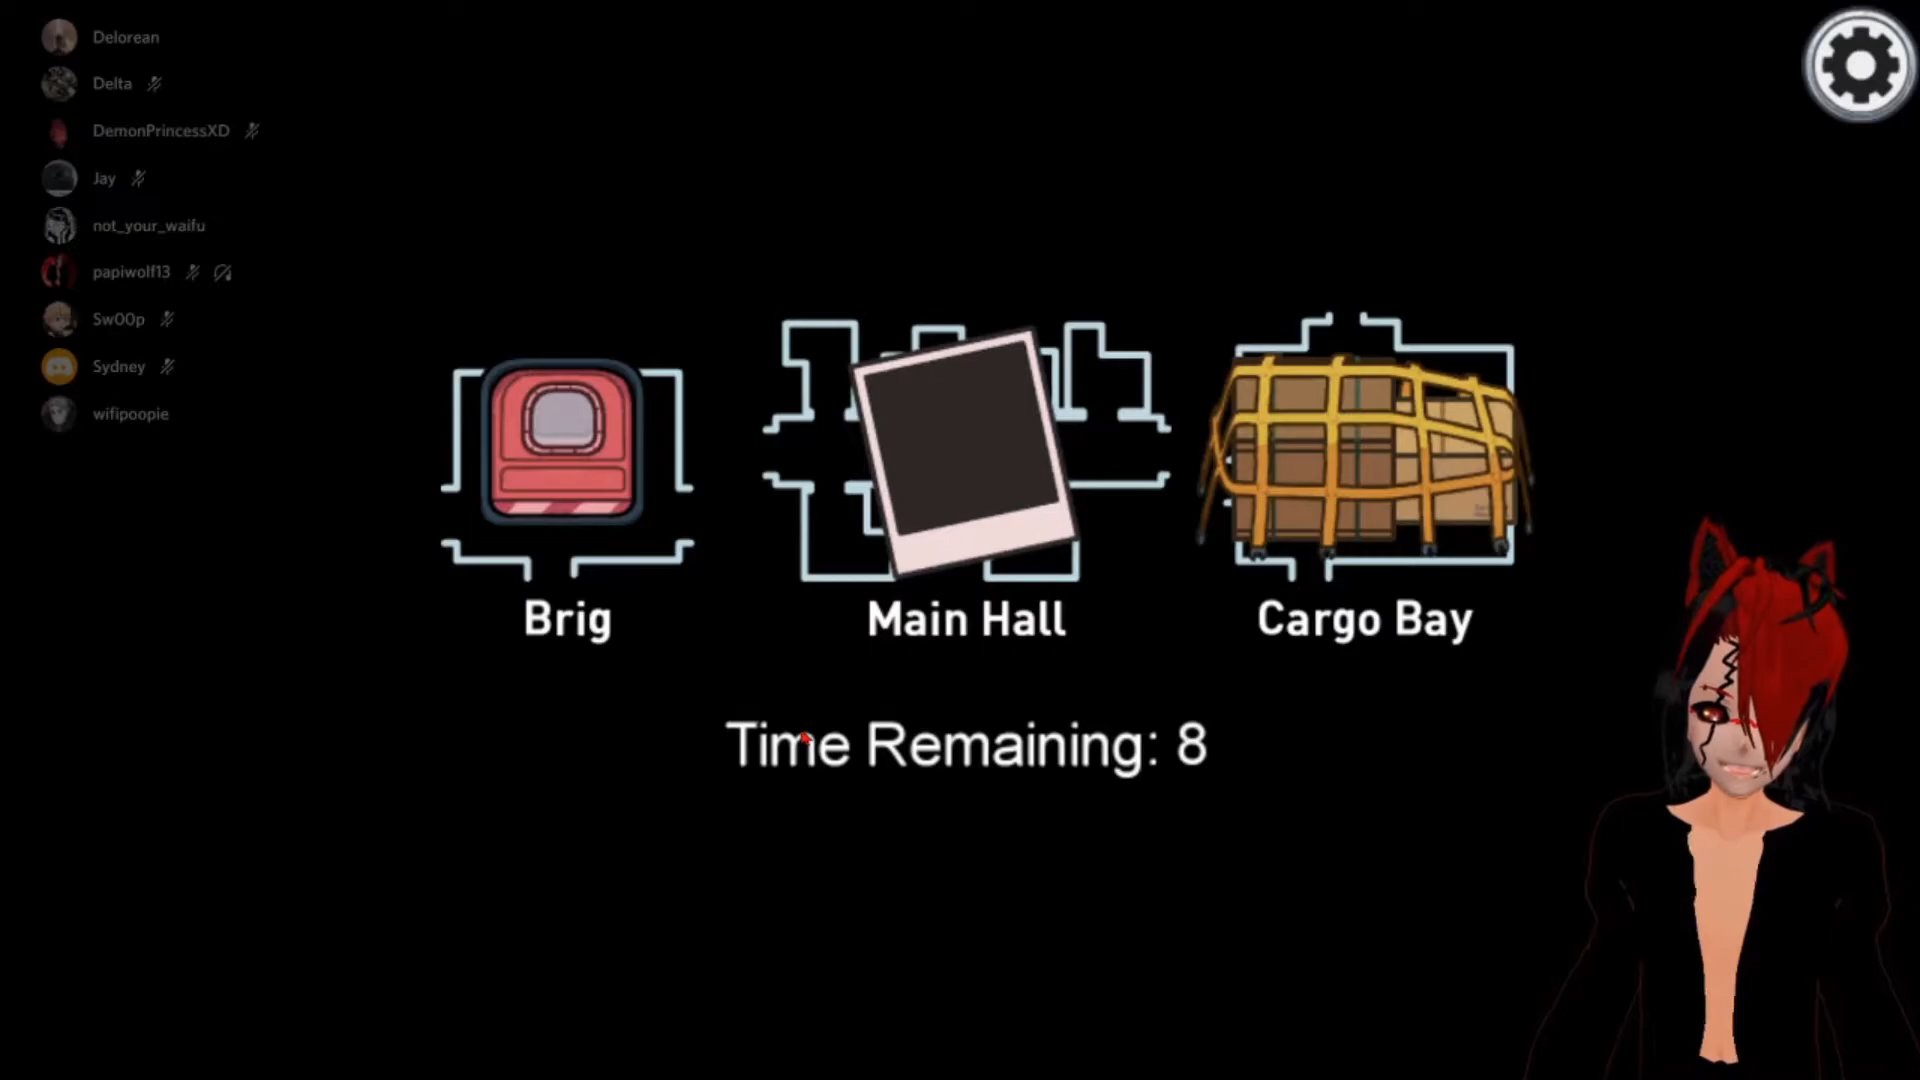 Delorean
Delta
DemonPrincessXD
Jay
not_your_waifu
papiwolf13
Sw00p
Sydney
wifipoopie
Brig
Main Hall
Cargo Bay
Time Remaining: 8